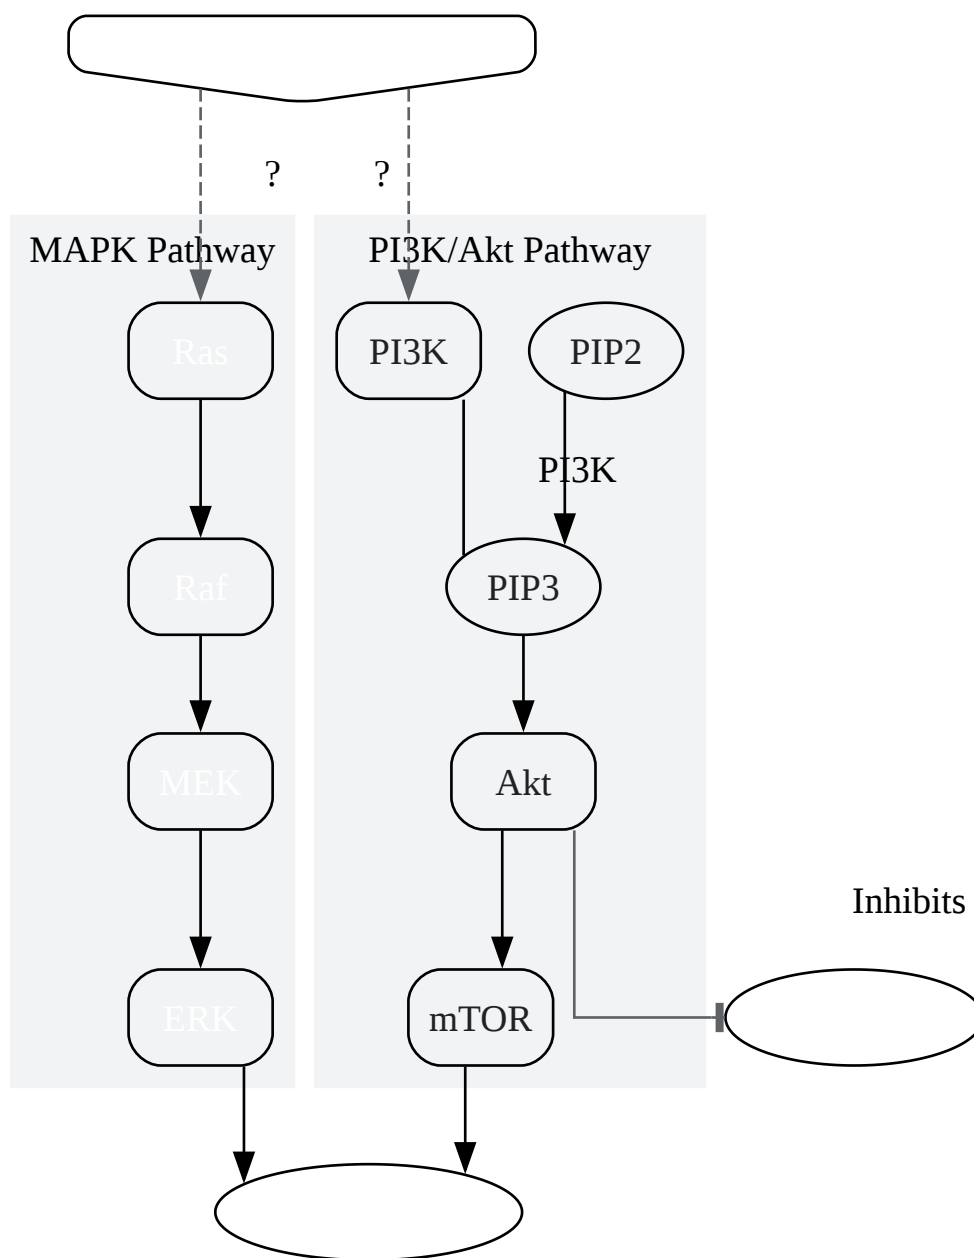 ? ?
MAPK Pathway
PI3K/Akt Pathway
Ras
PI3K
PIP2
PI3K
Raf
PIP3
MEK
Akt
Inhibits
ERK
mTOR